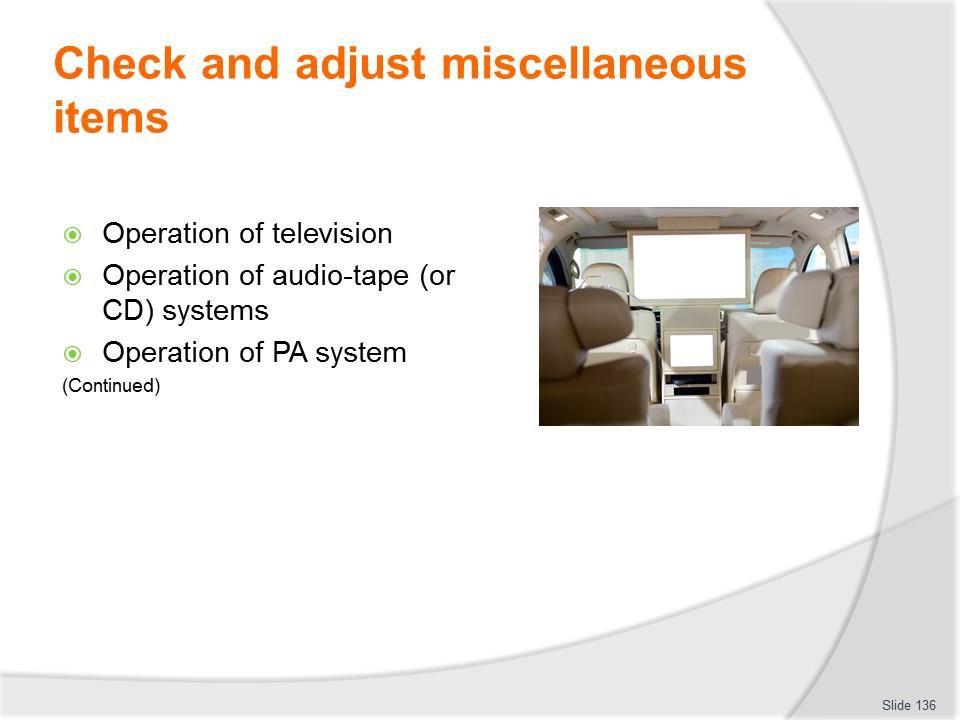 Check and adjust miscellaneous
items
Operation of television
Operation of audio-tape (or
CD) systems
Operation of PA system
(Continued)
Slide 136